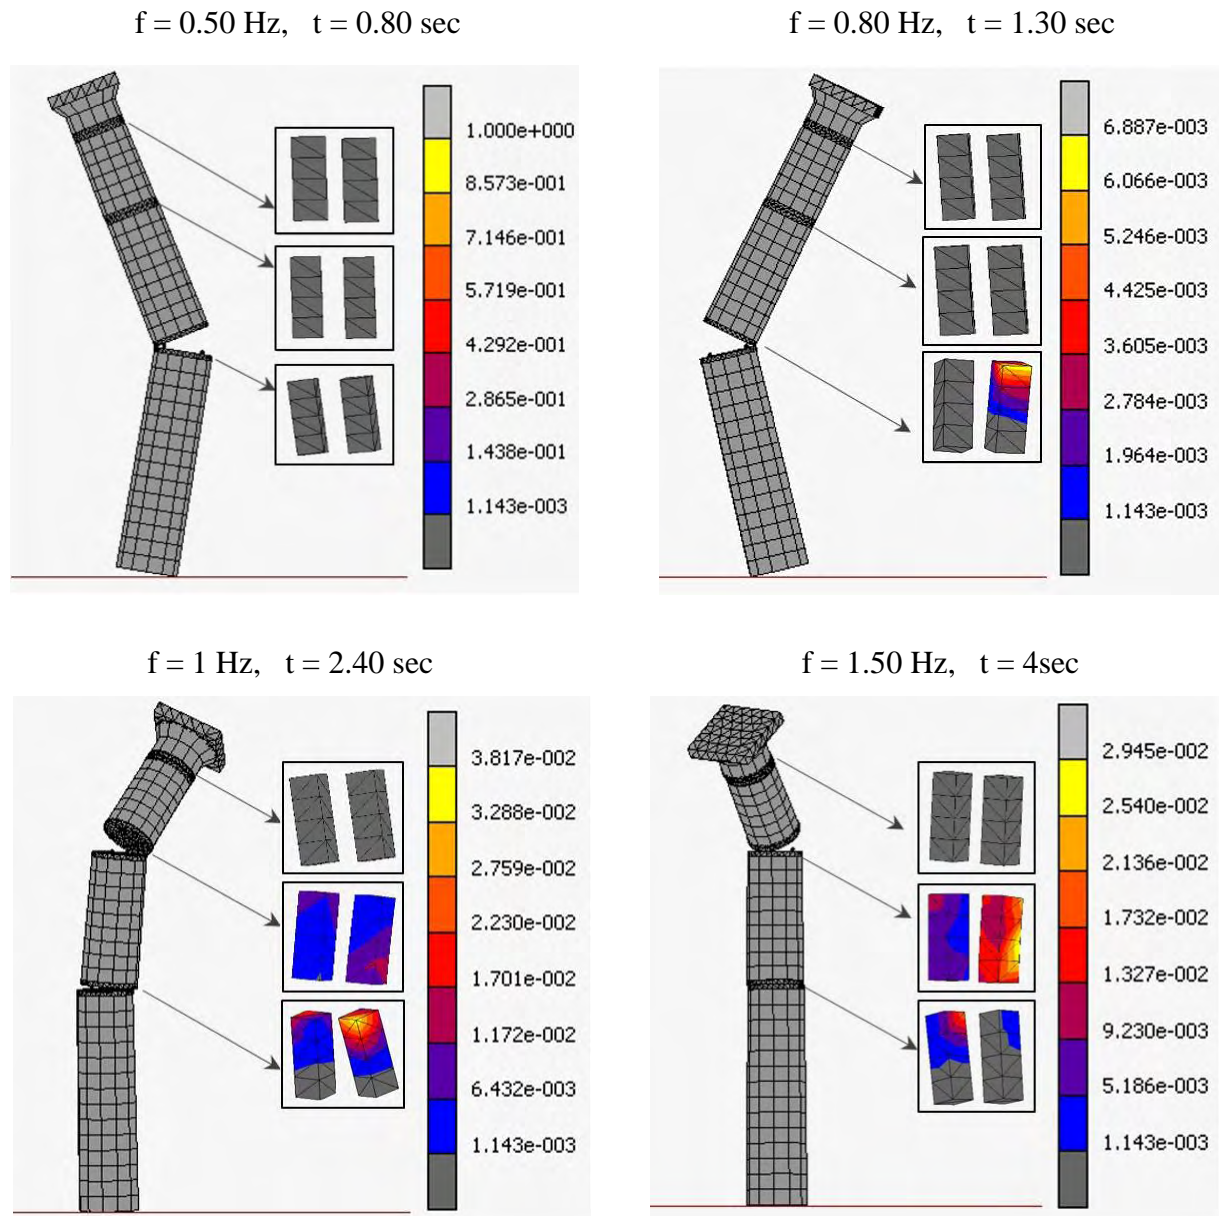 f = 0.50 Hz,   t = 0.80 sec
1.000e+000
8.573e-001
7.146e-001
5.719e-001
4.292e-001
2.865e-001
1.438e-001
1.143e-003
f = 0.80 Hz,   t = 1.30 sec
6.887e-003
6.066e-003
5.246e-003
4.425e-003
3.605e-003
2.784e-003
1.964e-003
1.143e-003
f = 1 Hz,   t = 2.40 sec
3.817e-002
3.288e-002
2.759e-002
2.230e-002
1.701e-002
1.172e-002
6.432e-003
1.143e-003
f = 1.50 Hz,   t = 4sec
2.945e-002
2.540e-002
2.136e-002
1.732e-002
1.327e-002
9.230e-003
5.186e-003
1.143e-003